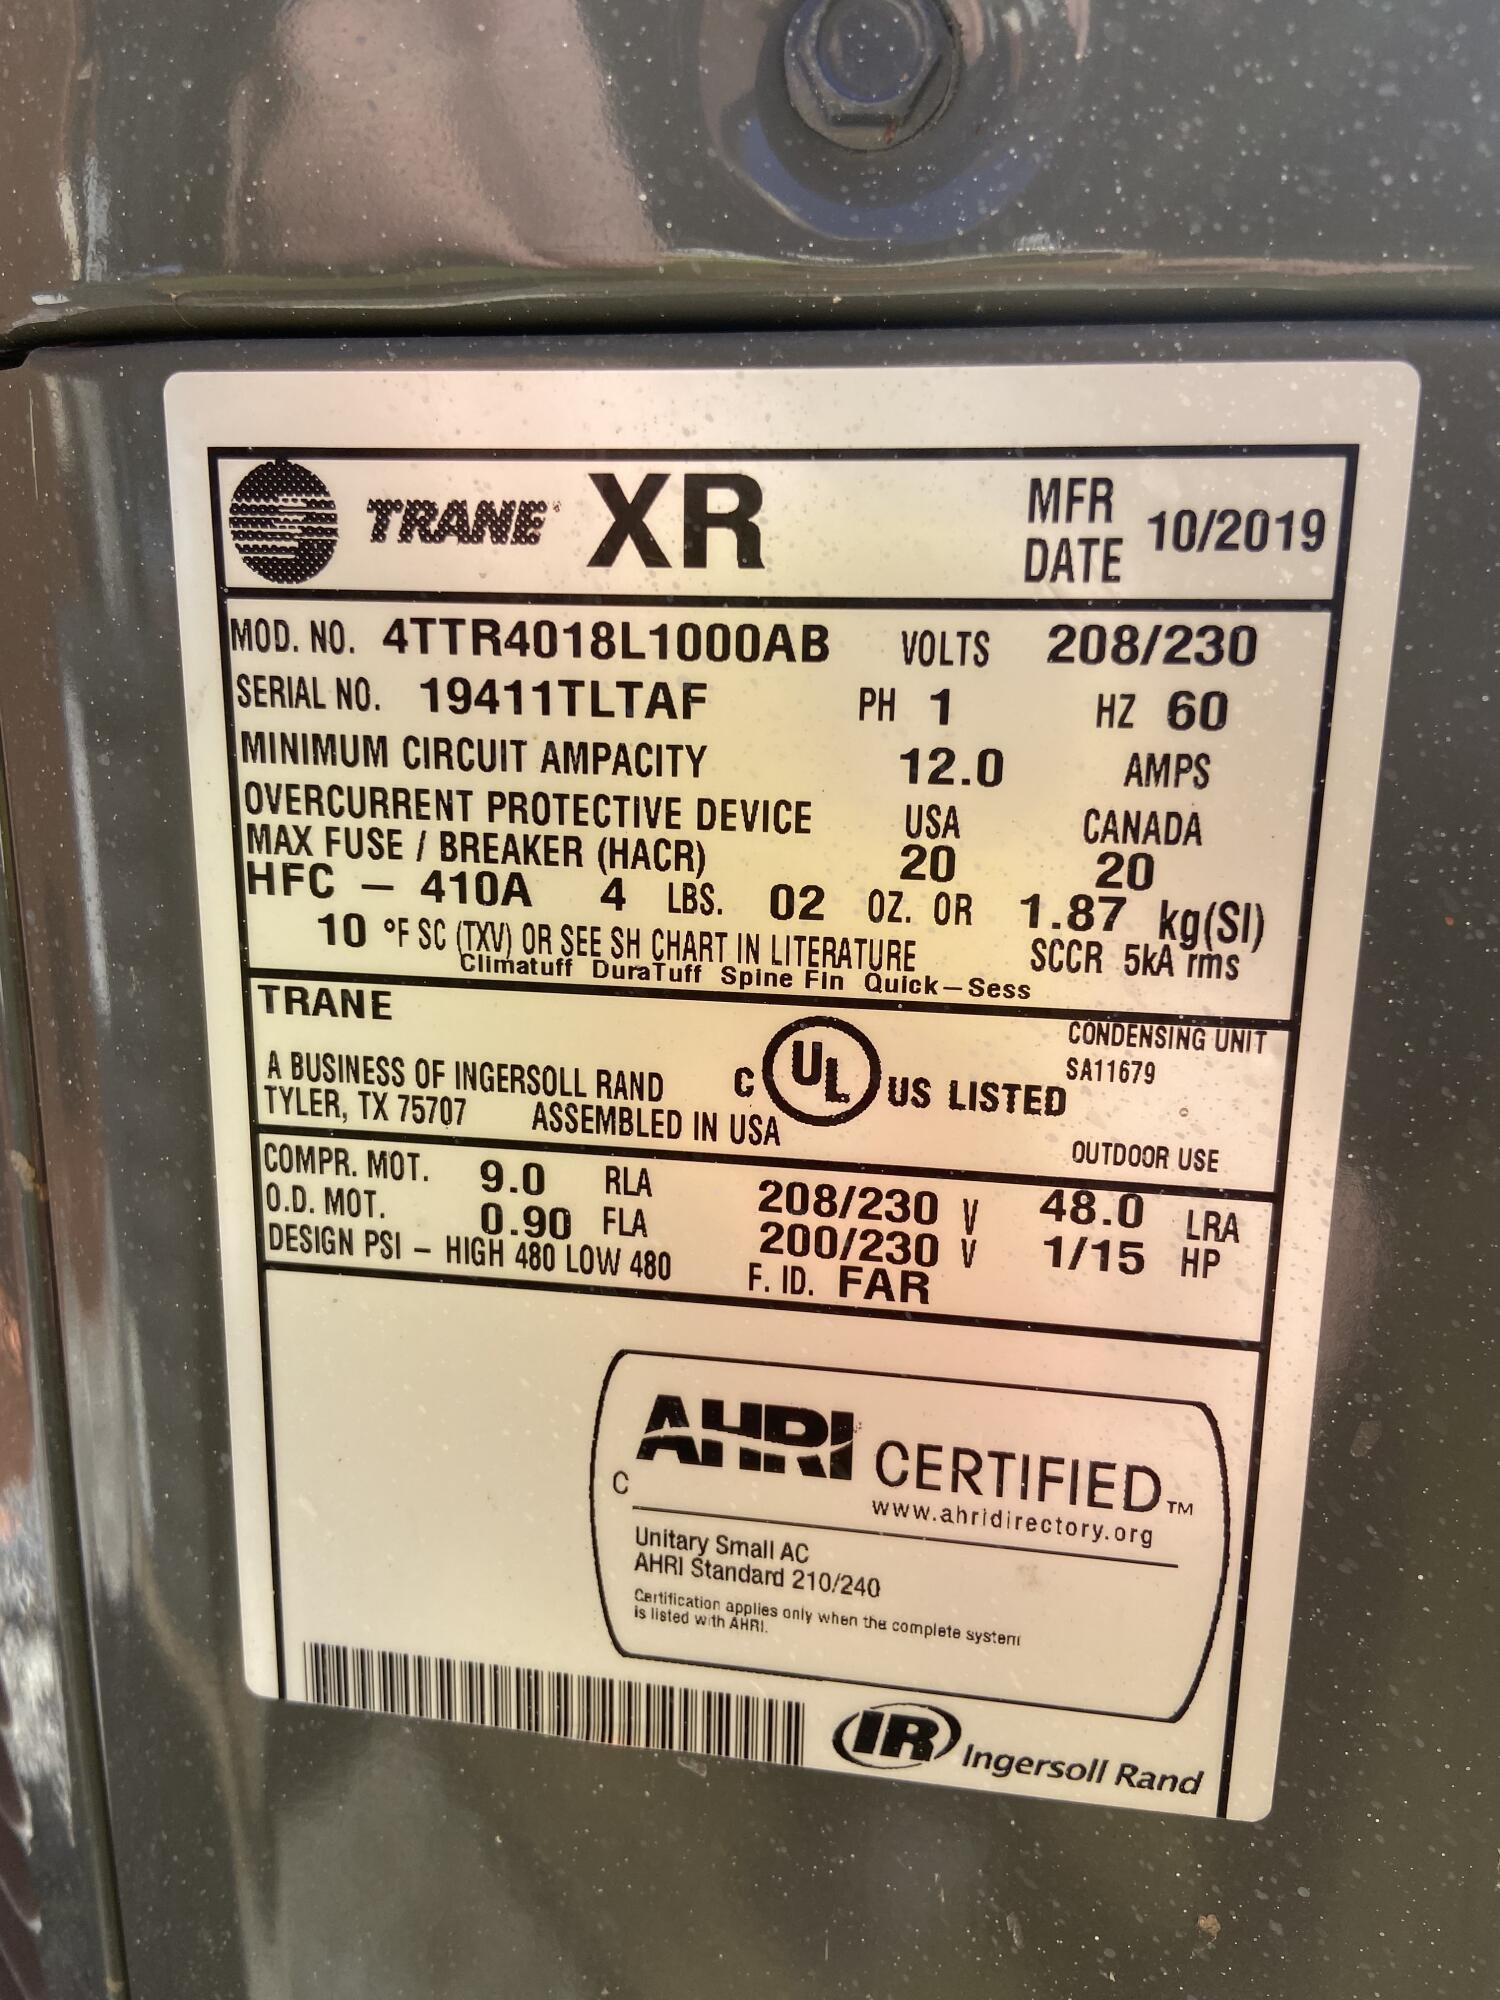 TRANE XR MFR DATE 10/2019
MOD. NO. 4TTR4018L1000AB VOLTS 208/230
SERIAL NO. 19411TLTAF PH 1 HZ 60
MINIMUM CIRCUIT AMPACITY 12.0 AMPS
OVERCURRENT PROTECTIVE DEVICE USA CANADA
MAX FUSE / BREAKER (HACR) 20 20
HFC – 410A 4 LBS. 02 OZ. OR 1.87 kg(SI)
10 °F SC (TXV) OR SEE SH CHART IN LITERATURE SCCR 5kA rms
Climatuff DuraTuff Spine Fin Quick–Sess
TRANE
CONDENSING UNIT
A BUSINESS OF INGERSOLL RAND C UL US LISTED SA11679
TYLER, TX 75707 ASSEMBLED IN USA
OUTDOOR USE
COMPR. MOT. 9.0 RLA 208/230 V 48.0 LRA
O.D. MOT. 0.90 FLA 200/230 V 1/15 HP
DESIGN PSI – HIGH 480 LOW 480 F. ID. FAR
C AHRI CERTIFIED™
www.ahridirectory.org
Unitary Small AC
AHRI Standard 210/240
Certification applies only when the complete system
is listed with AHRI.
IR Ingersoll Rand